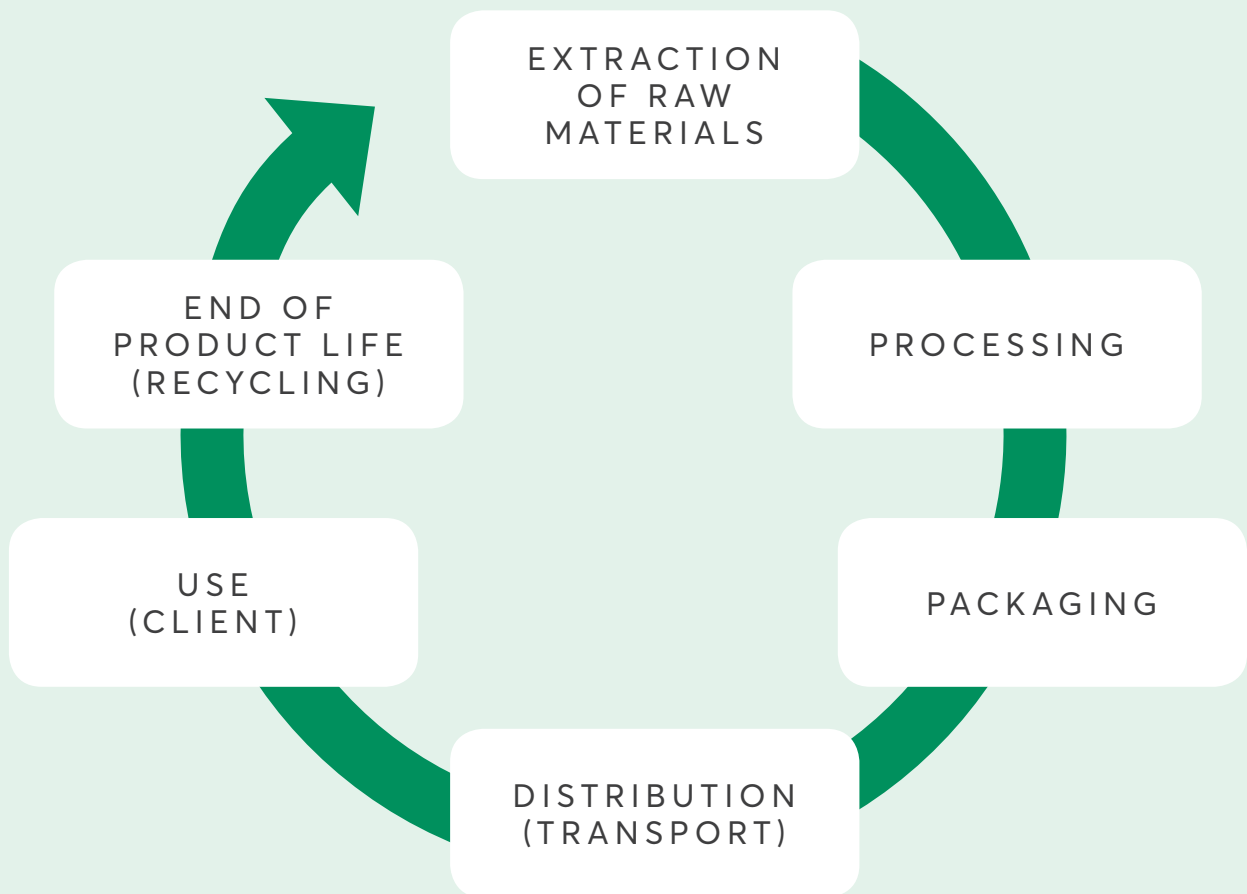 EXTRACTION
OF RAW
MATERIALS
PROCESSING
PACKAGING
DISTRIBUTION
(TRANSPORT)
USE
(CLIENT)
END OF
PRODUCT LIFE
(RECYCLING)